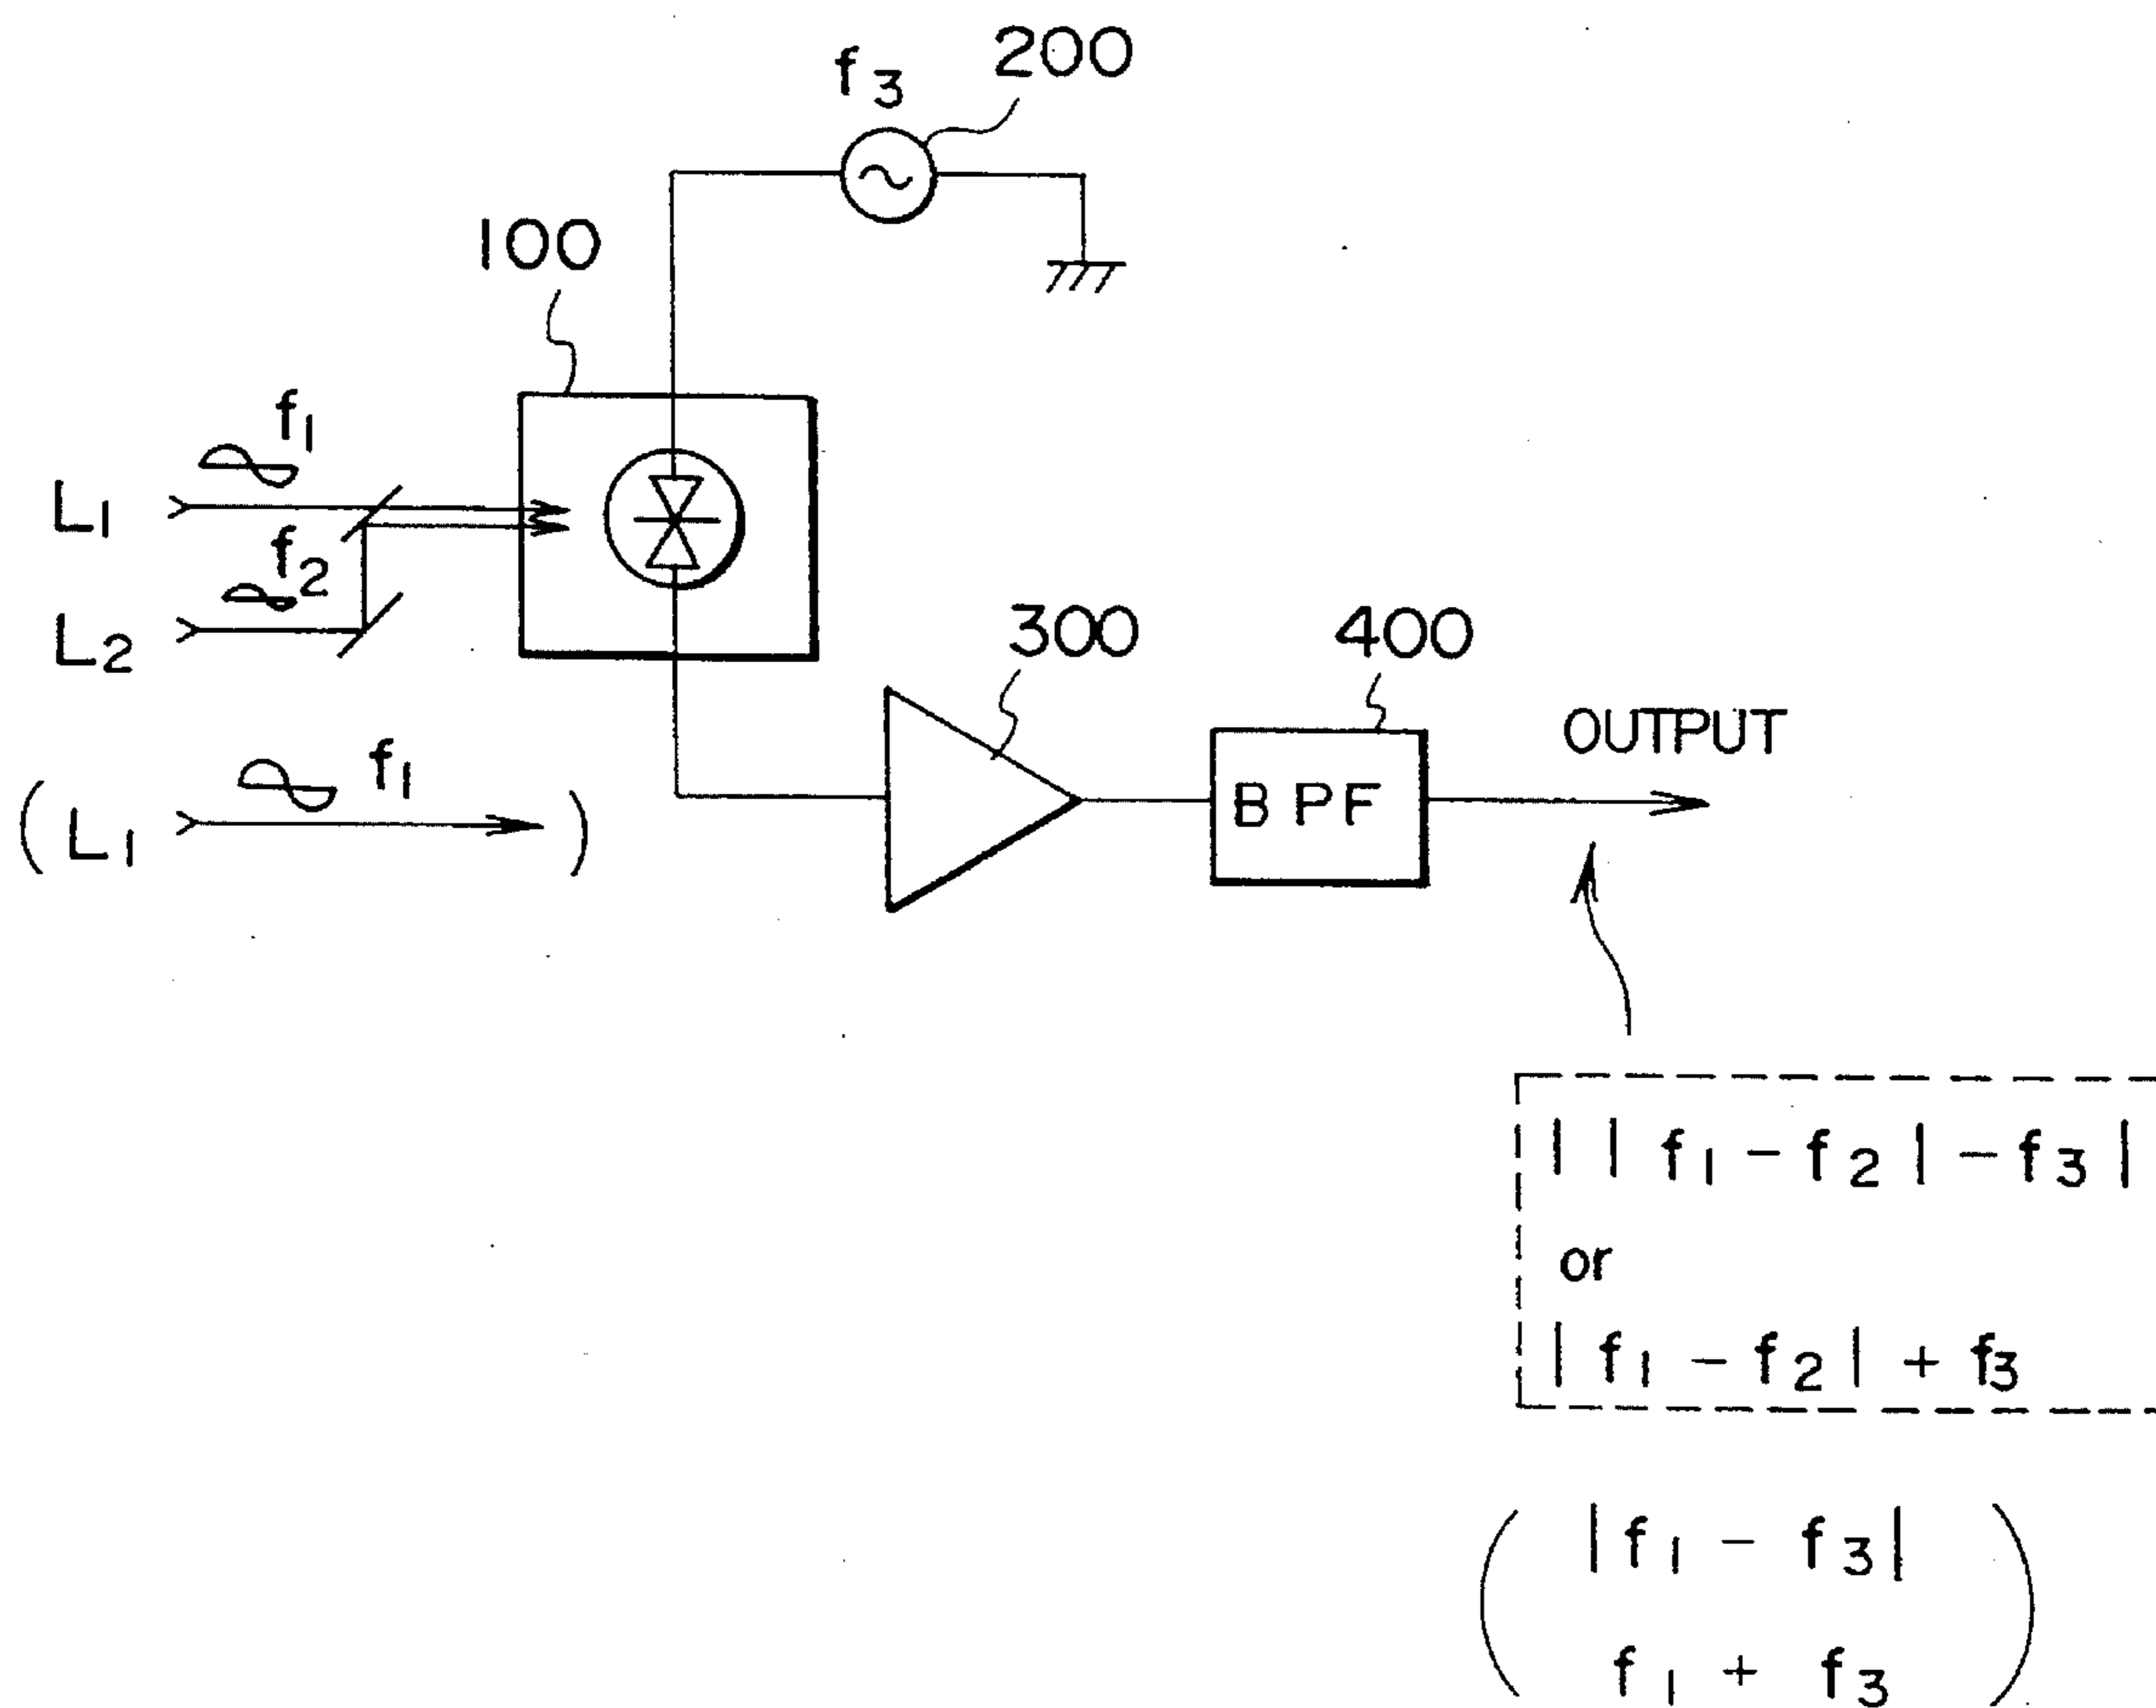 f3
200
100
f1
L1
f2
L2
300
400
OUTPUT
( L1 f1 )
BPF
| | f1 - f2 | - f3 |
or
| f1 - f2 | + f3
( | f1 - f3 |
f1 + f3 )